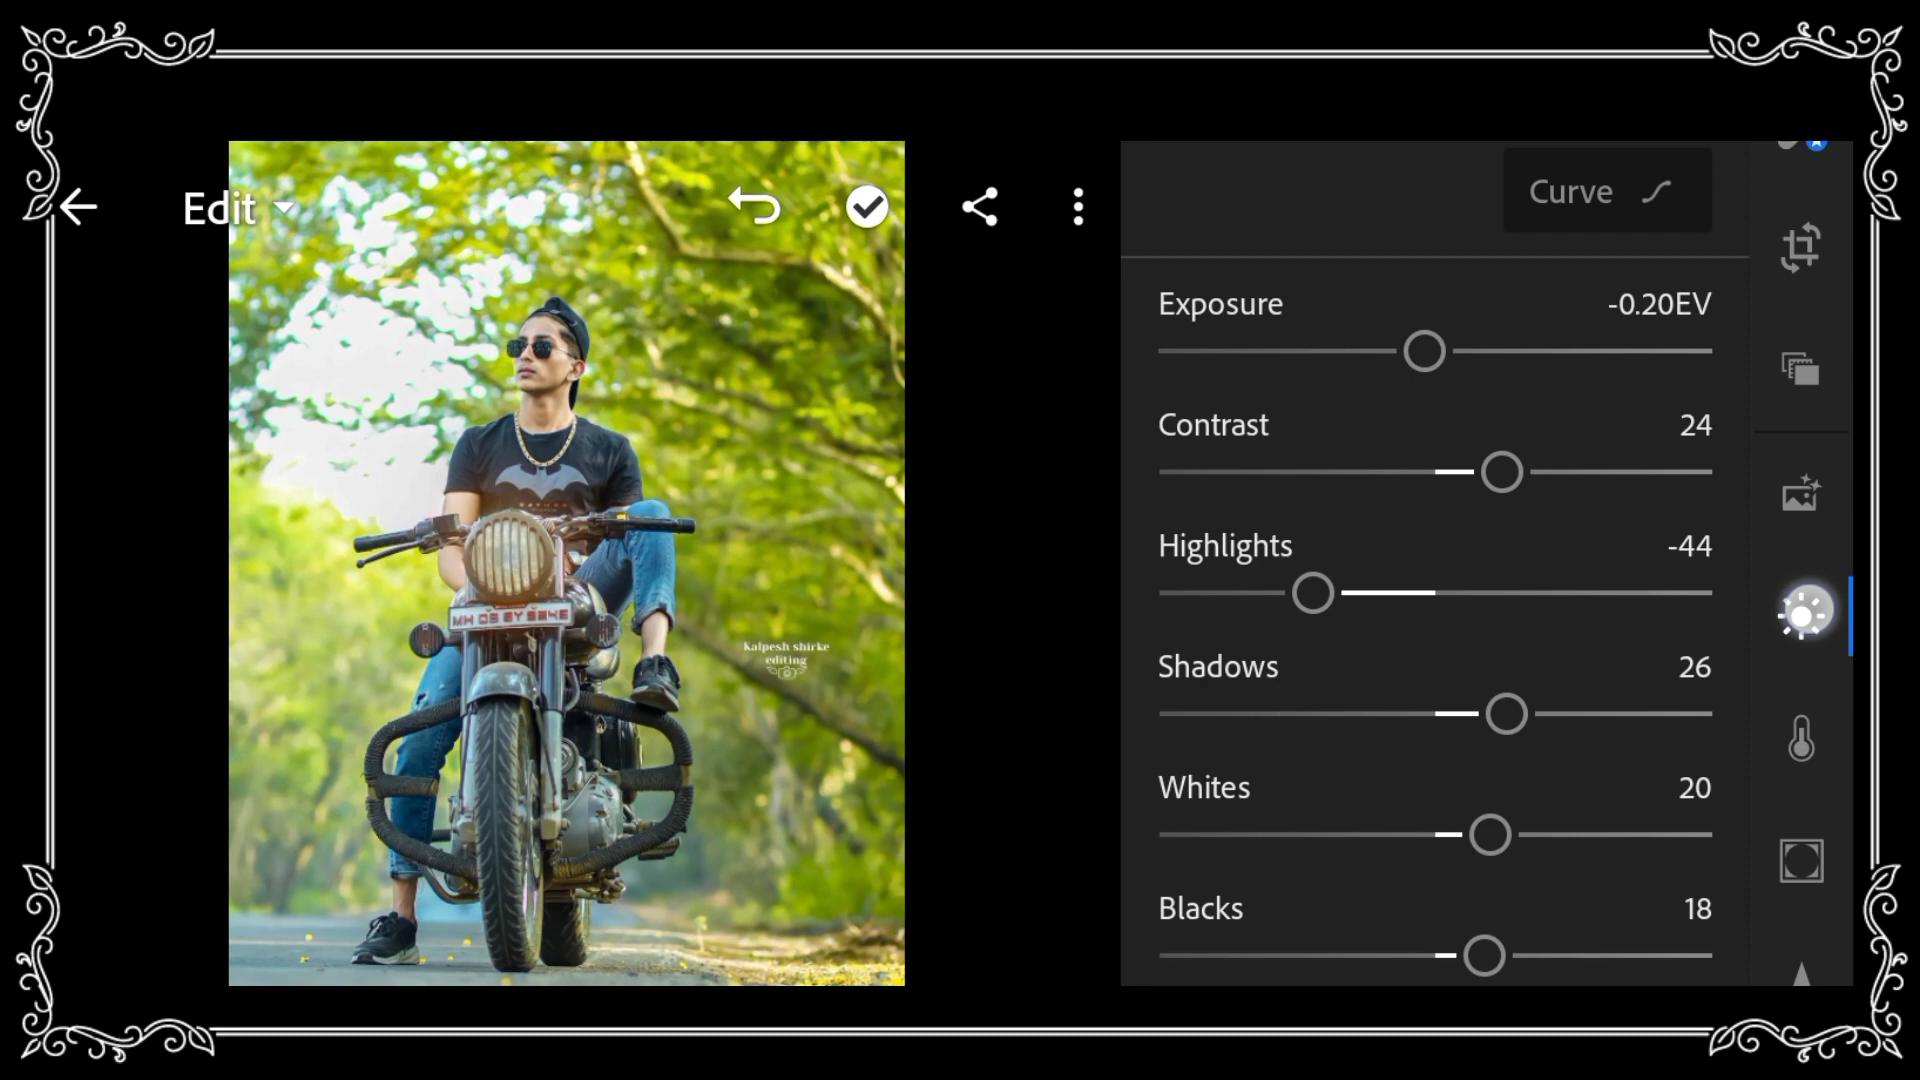 Edit
Curve
Exposure -0.20EV
Contrast 24
Highlights -44
Shadows 26
Whites 20
Blacks 18
Kalpesh shirke
editing